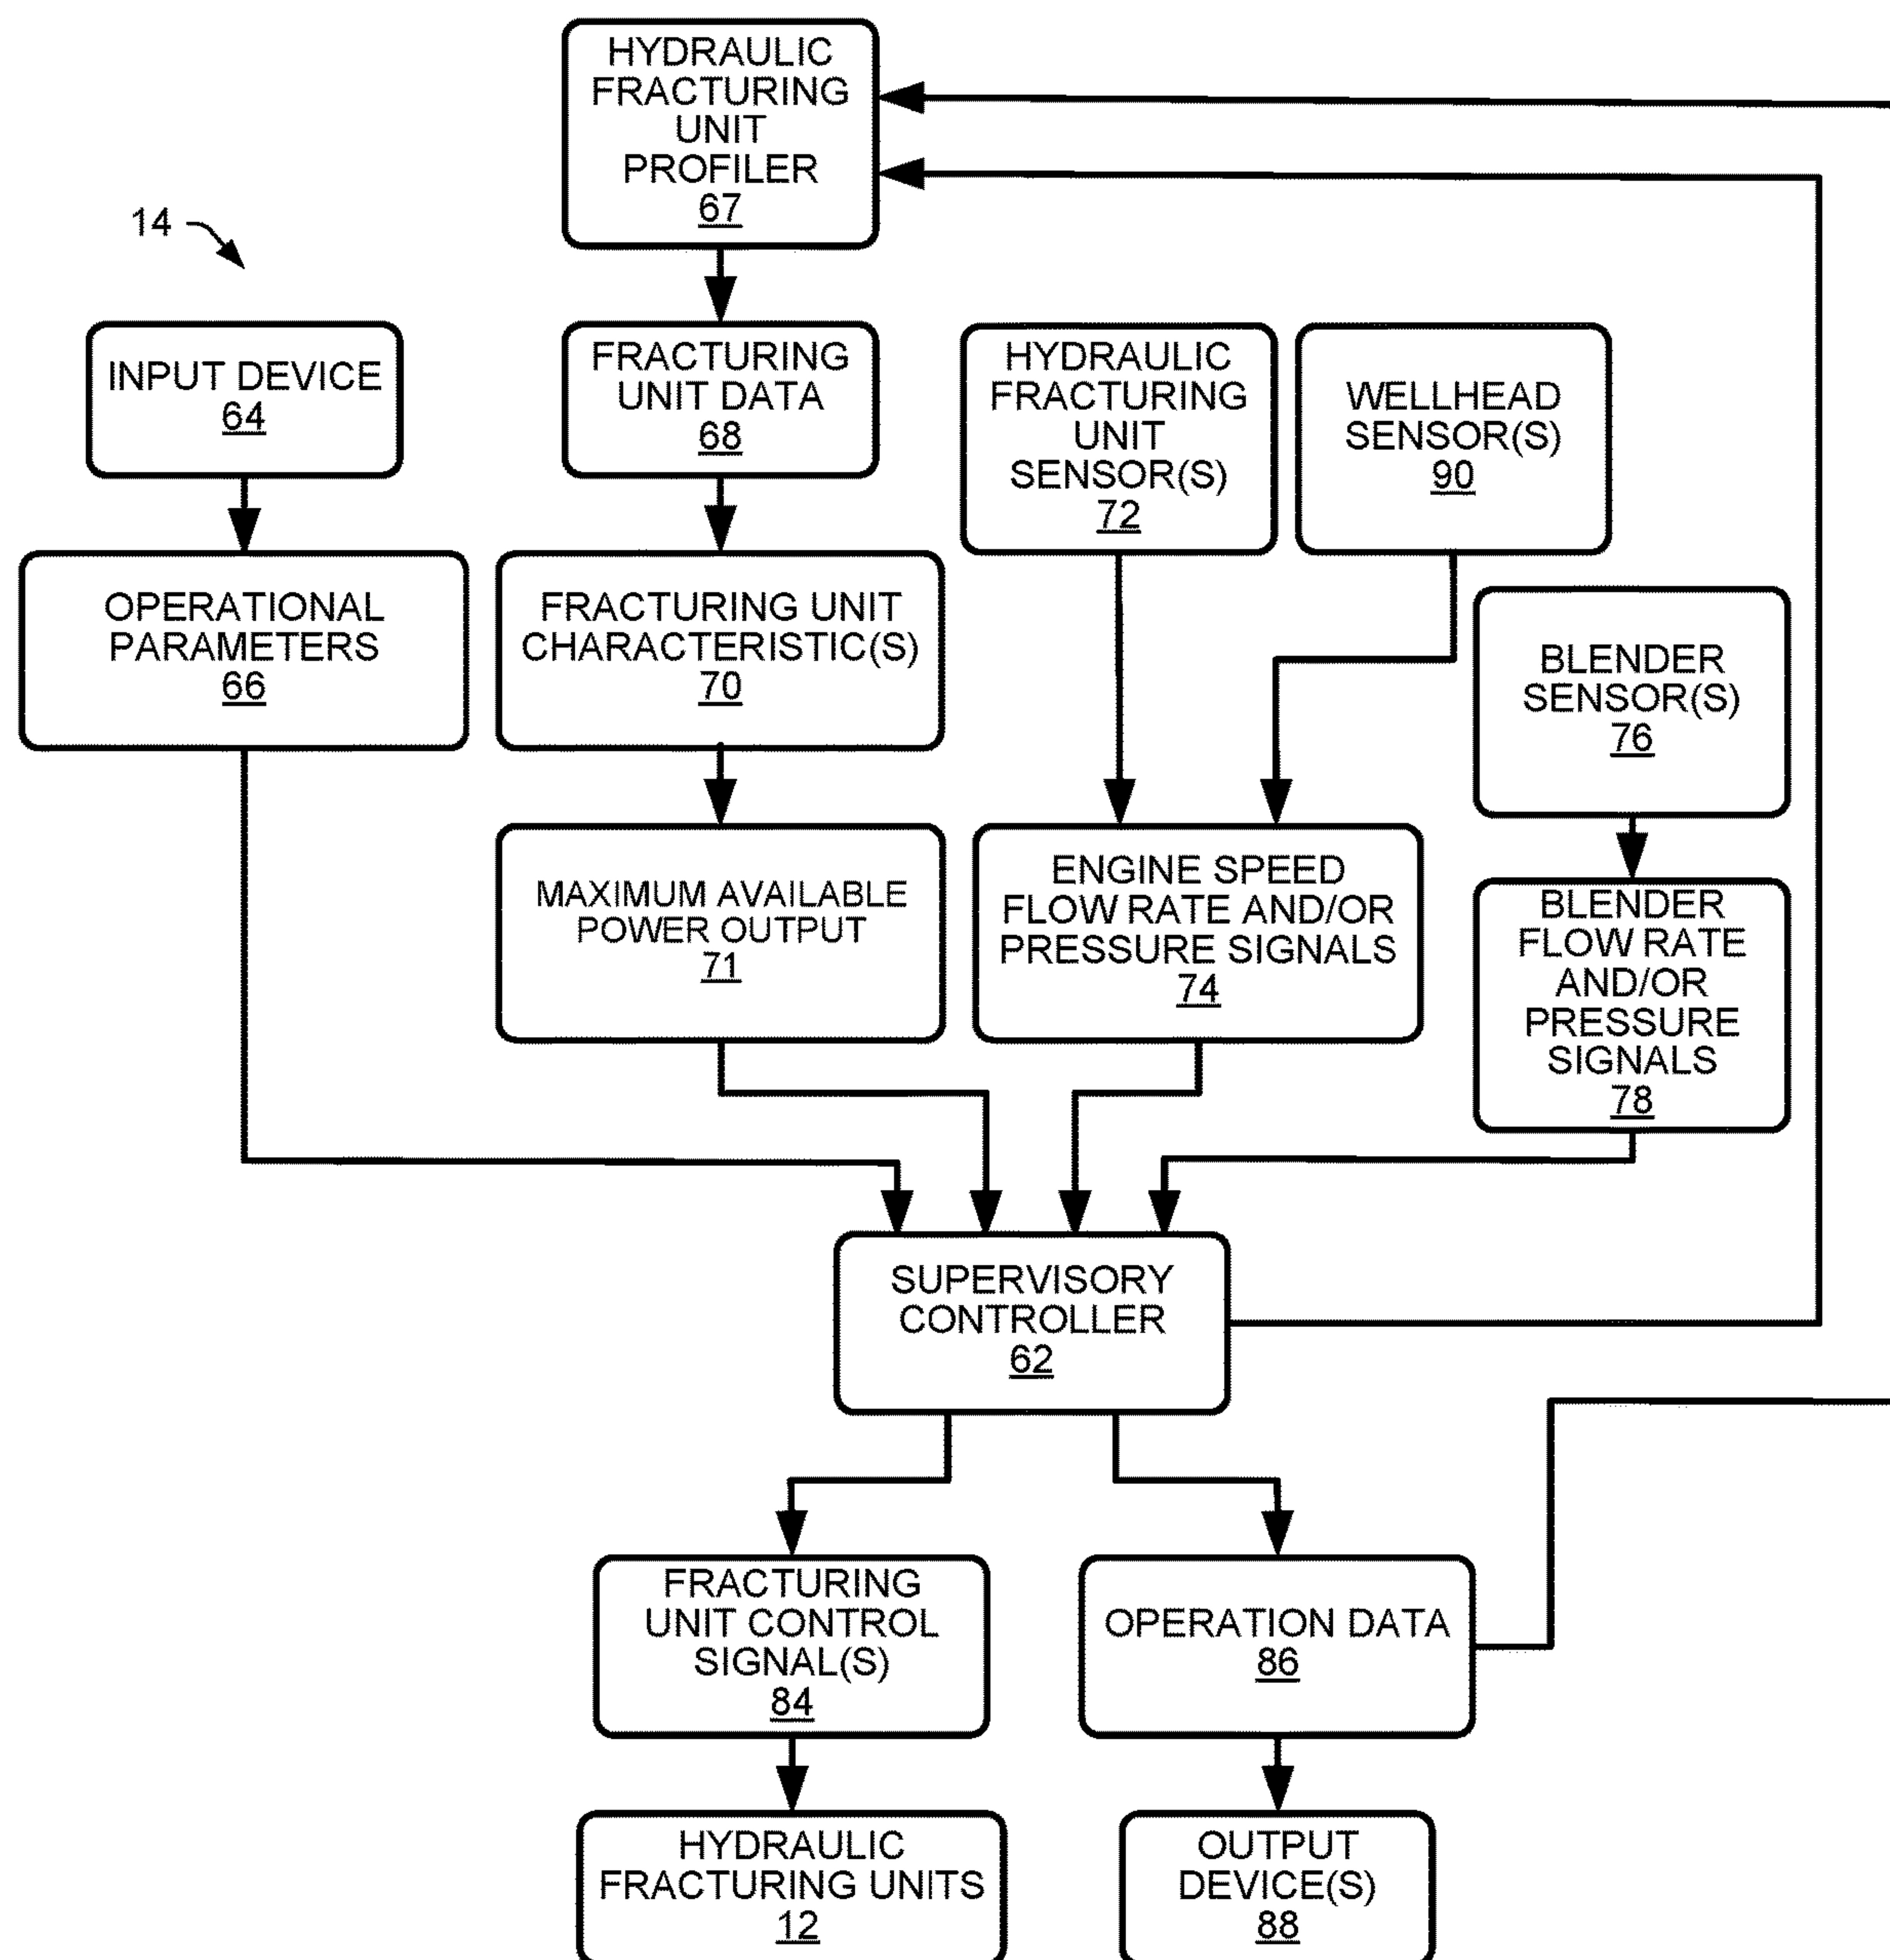 HYDRAULIC
FRACTURING
UNIT
PROFILER
67
14
INPUT DEVICE
64
FRACTURING
UNIT DATA
68
HYDRAULIC
FRACTURING
UNIT
SENSOR(S)
72
WELLHEAD
SENSOR(S)
90
OPERATIONAL
PARAMETERS
66
FRACTURING UNIT
CHARACTERISTIC(S)
70
BLENDER
SENSOR(S)
76
MAXIMUM AVAILABLE
POWER OUTPUT
71
ENGINE SPEED
FLOW RATE AND/OR
PRESSURE SIGNALS
74
BLENDER
FLOW RATE
AND/OR
PRESSURE
SIGNALS
78
SUPERVISORY
CONTROLLER
62
FRACTURING
UNIT CONTROL
SIGNAL(S)
84
OPERATION DATA
86
HYDRAULIC
FRACTURING UNITS
12
OUTPUT
DEVICE(S)
88